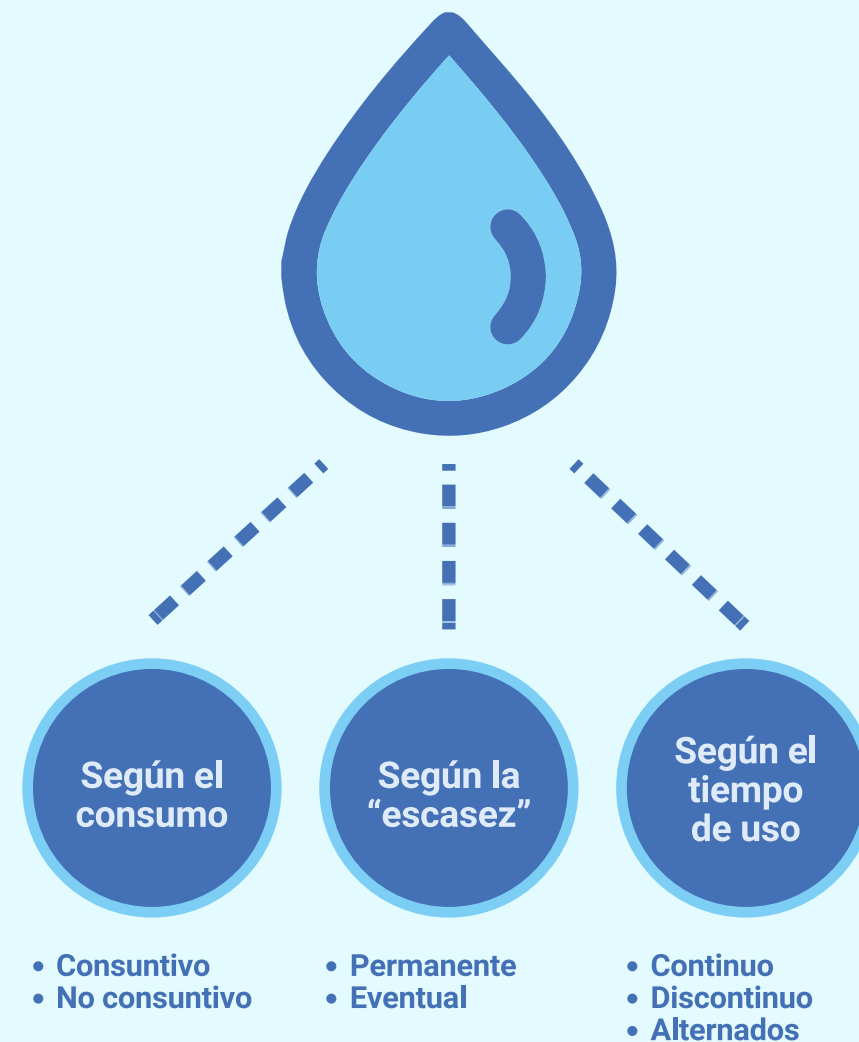 Según el
consumo
Según la
“escasez”
Según el
tiempo
de uso
• Consuntivo
• No consuntivo
• Permanente
• Eventual
• Continuo
• Discontinuo
• Alternados